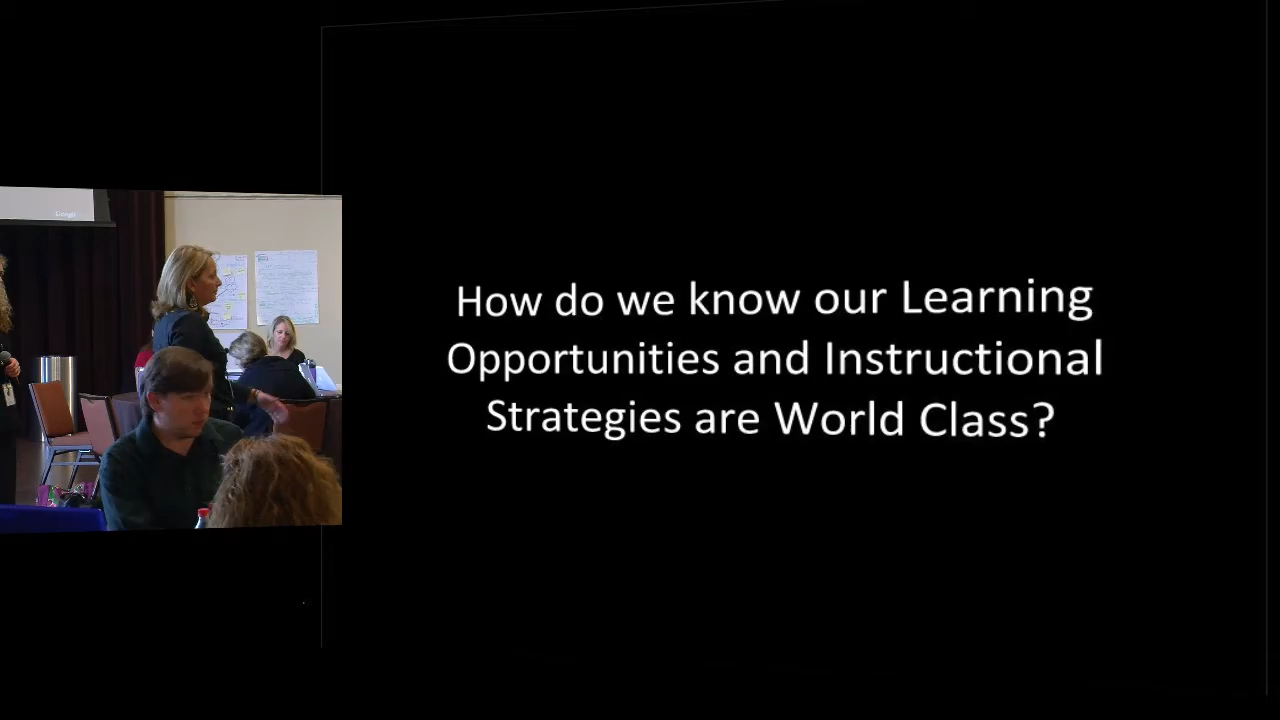 How do we know our Learning
Opportunities and Instructional
Strategies are World Class?